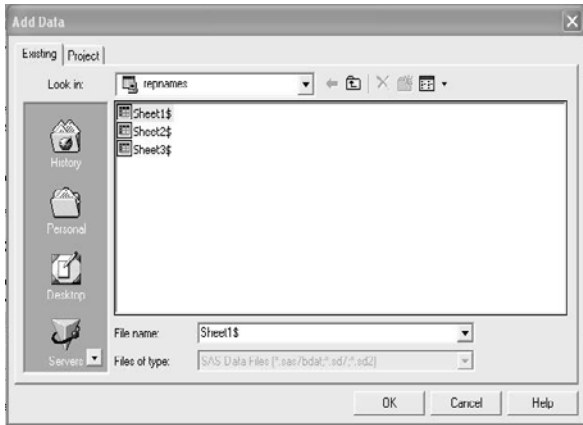 Add Data
Existing Project
Look in: repnames
Sheet1$
Sheet2$
Sheet3$
History
Personal
Desktop
Servers
File name: Sheet1$
Files of type: SAS Data Files (*.sas7bdat;*.sd7;*.sd2)
OK Cancel Help